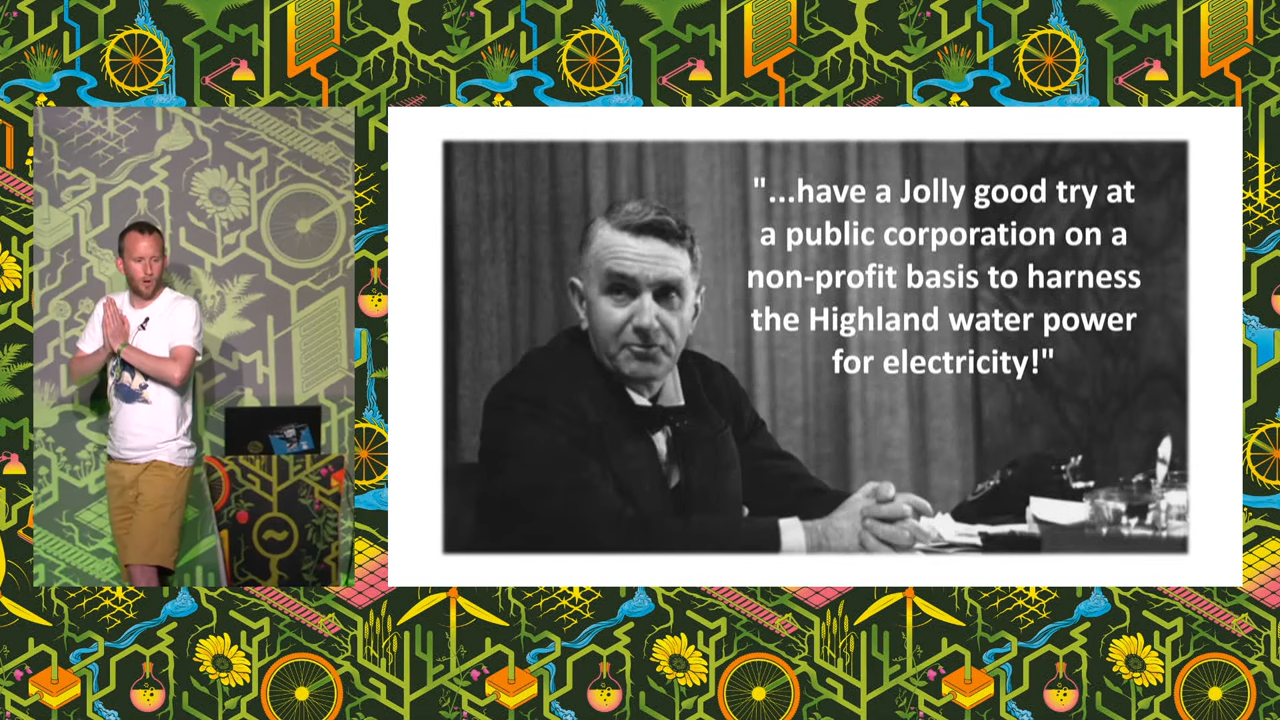 "...have a Jolly good try at
a public corporation on a
non-profit basis to harness
the Highland water power
for electricity!"